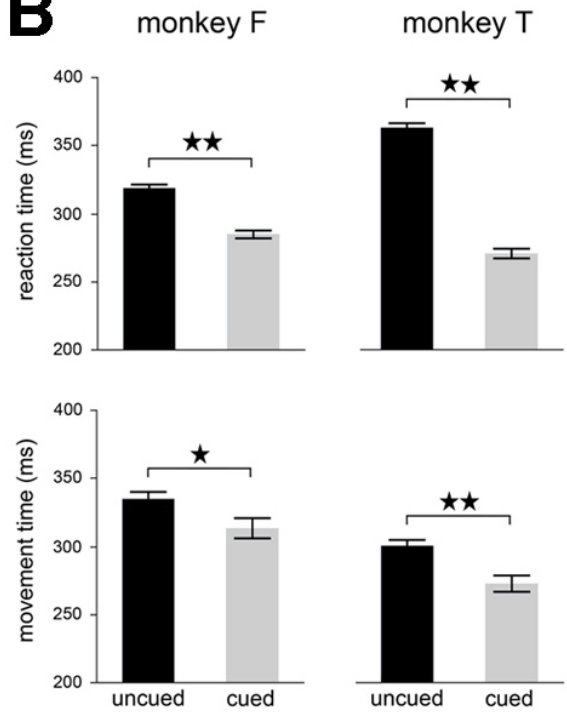 B
monkey F monkey T
reaction time (ms)
400
350
300
250
200
★★
★★
movement time (ms)
400
350
300
250
200
★
★★
uncued cued uncued cued